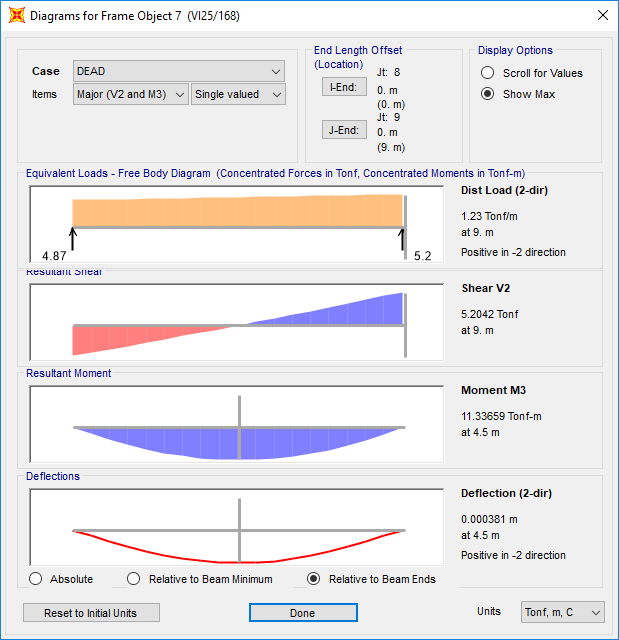 Diagrams for Frame Object 7 (VI25/168)
Case DEAD
Items Major (V2 and M3) Single valued
End Length Offset
(Location)
I-End:
Jt: 8
0. m
(0. m)
J-End:
Jt: 9
0. m
(9. m)
Display Options
Scroll for Values
Show Max
Equivalent Loads - Free Body Diagram (Concentrated Forces in Tonf, Concentrated Moments in Tonf-m)
4.87
5.2
Dist Load (2-dir)
1.23 Tonf/m
at 9. m
Positive in -2 direction
Resultant Shear
Shear V2
5.2042 Tonf
at 9. m
Resultant Moment
Moment M3
11.33659 Tonf-m
at 4.5 m
Deflections
Deflection (2-dir)
0.000381 m
at 4.5 m
Positive in -2 direction
Absolute
Relative to Beam Minimum
Relative to Beam Ends
Reset to Initial Units
Done
Units
Tonf, m, C